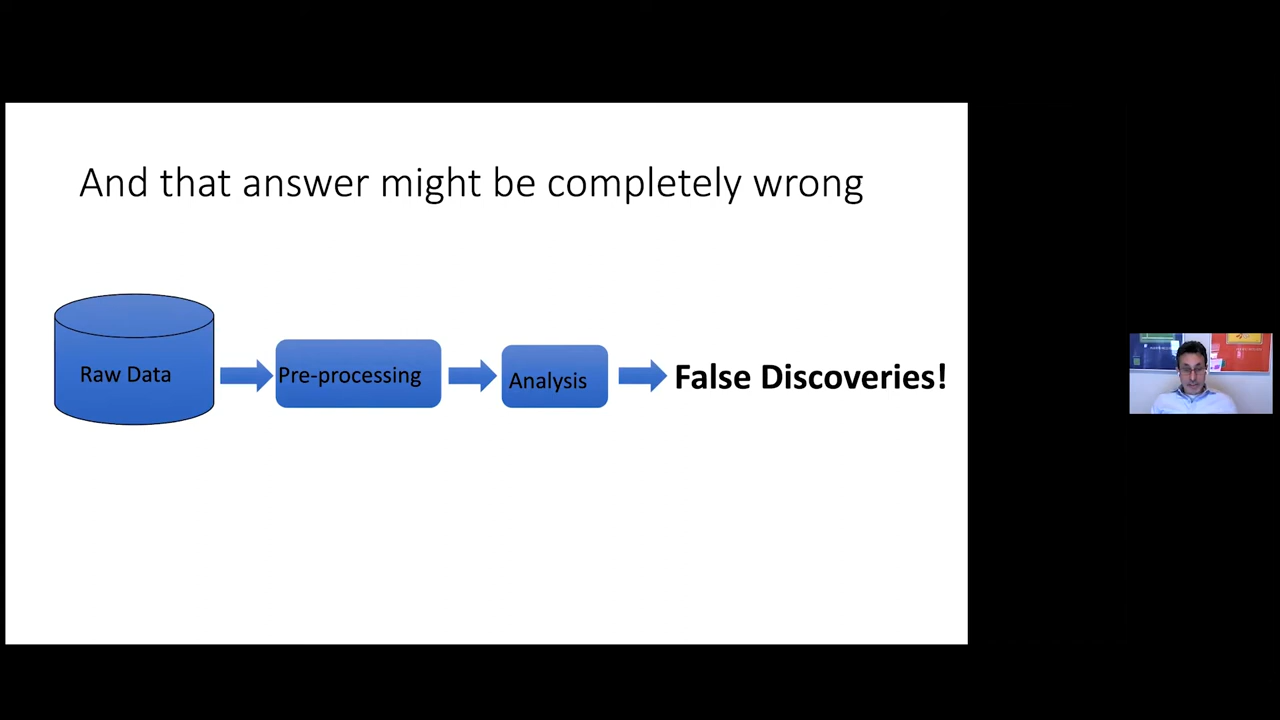 And that answer might be completely wrong
Raw Data
Pre-processing
Analysis
False Discoveries!